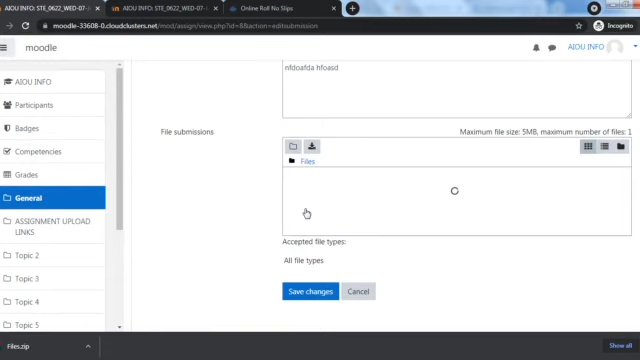 AIOU INFO: STE_0622_WED-07-J
AIOU INFO: STE_0622_WED-07-J
Online Roll No Slips
moodle-33608-0.cloudclusters.net/mod/assign/view.php?id=8&action=editsubmission
Incognito
moodle
AIOU INFO
AIOU INFO
nfdoafda hfoasd
Participants
Badges
File submissions
Maximum file size: 5MB, maximum number of files: 1
Competencies
Files
Grades
General
ASSIGNMENT UPLOAD
LINKS
Accepted file types:
Topic 2
All file types
Topic 3
Save changes
Cancel
Topic 4
Topic 5
Files.zip
Show all